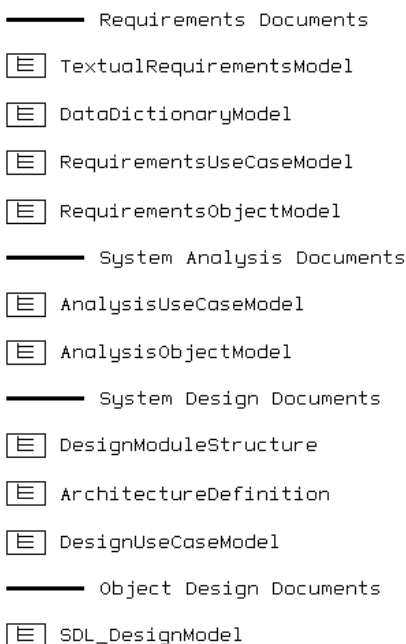 Requirements Documents
TextualRequirementsModel
DataDictionaryModel
RequirementsUseCaseModel
RequirementsObjectModel
System Analysis Documents
AnalysisUseCaseModel
AnalysisObjectModel
System Design Documents
DesignModuleStructure
ArchitectureDefinition
DesignUseCaseModel
Object Design Documents
SDL_DesignModel